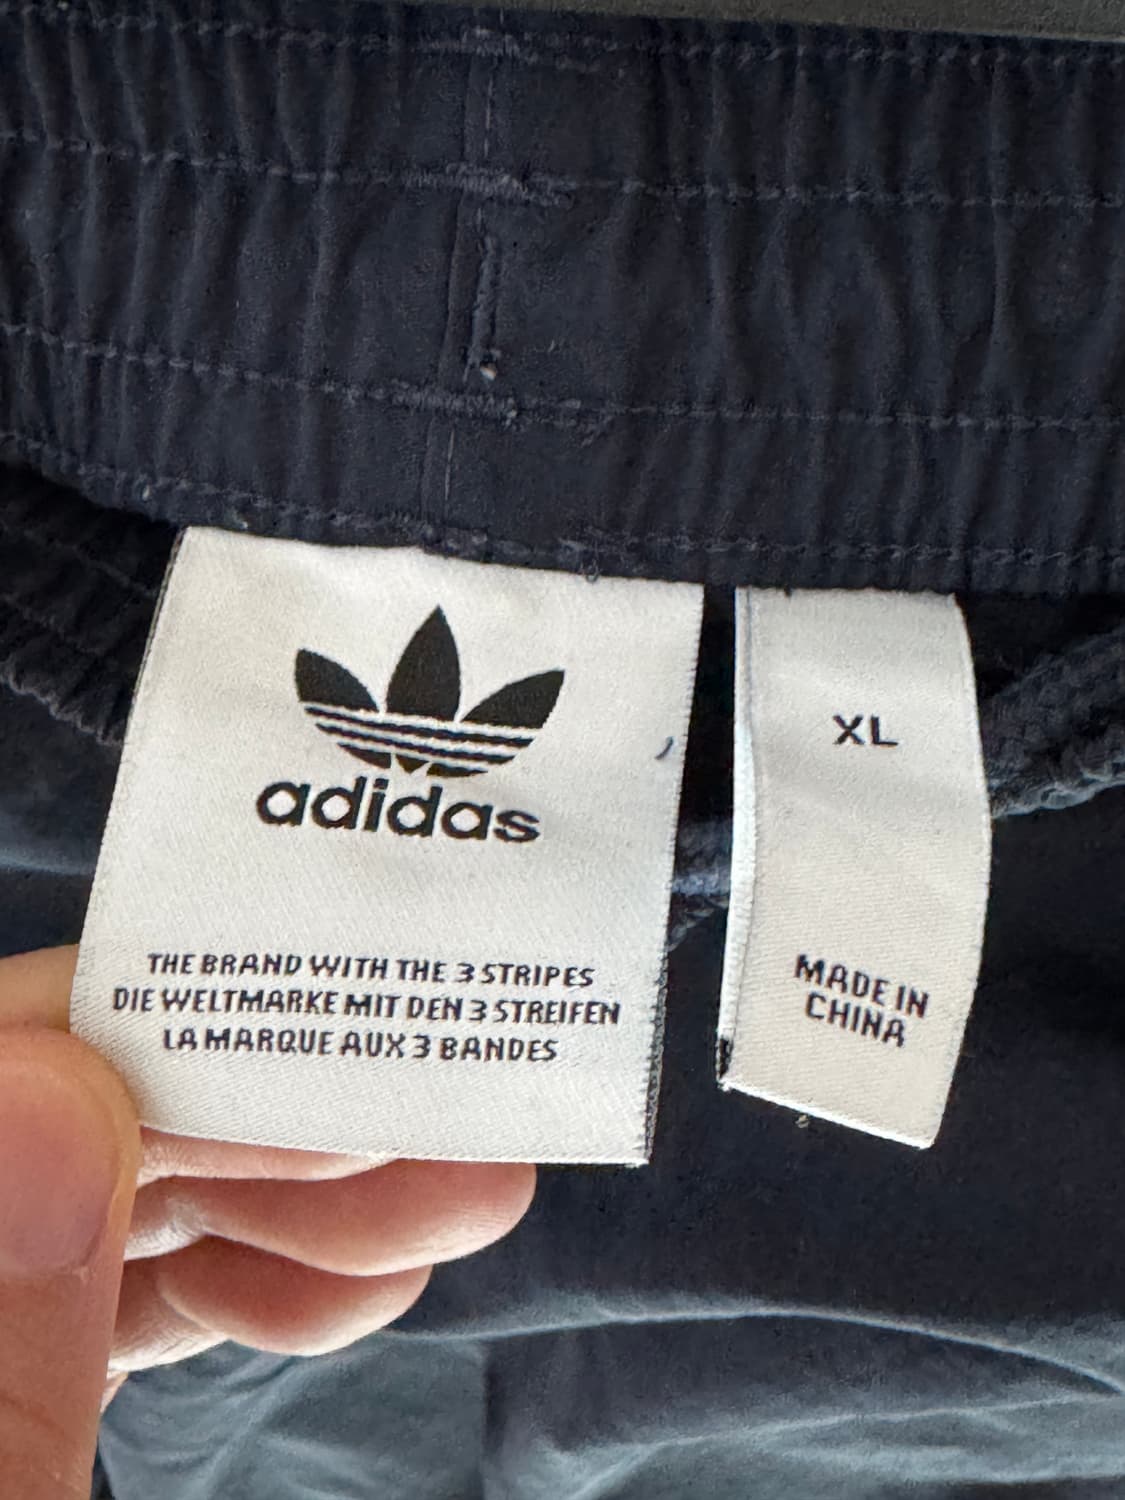 adidas
THE BRAND WITH THE 3 STRIPES
DIE WELTMARKE MIT DEN 3 STREIFEN
LA MARQUE AUX 3 BANDES
XL
MADE IN
CHINA